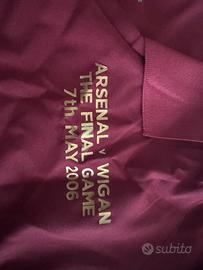 ARSENAL v WIGAN
THE FINAL GAME
7th MAY 2006
subito